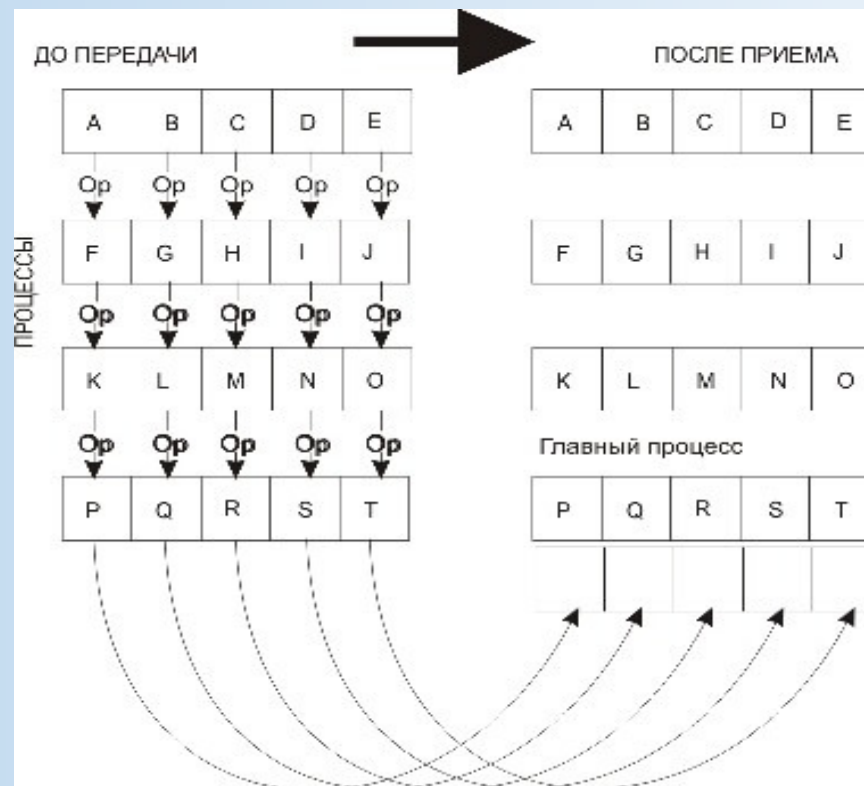 ДО ПЕРЕДАЧИ
ПОСЛЕ ПРИЕМА
ПРОЦЕССЫ
A B C D E
A B C D E
Op Op Op Op Op
F G H I J
F G H I J
Op Op Op Op Op
K L M N O
K L M N O
Op Op Op Op Op
Главный процесс
P Q R S T
P Q R S T